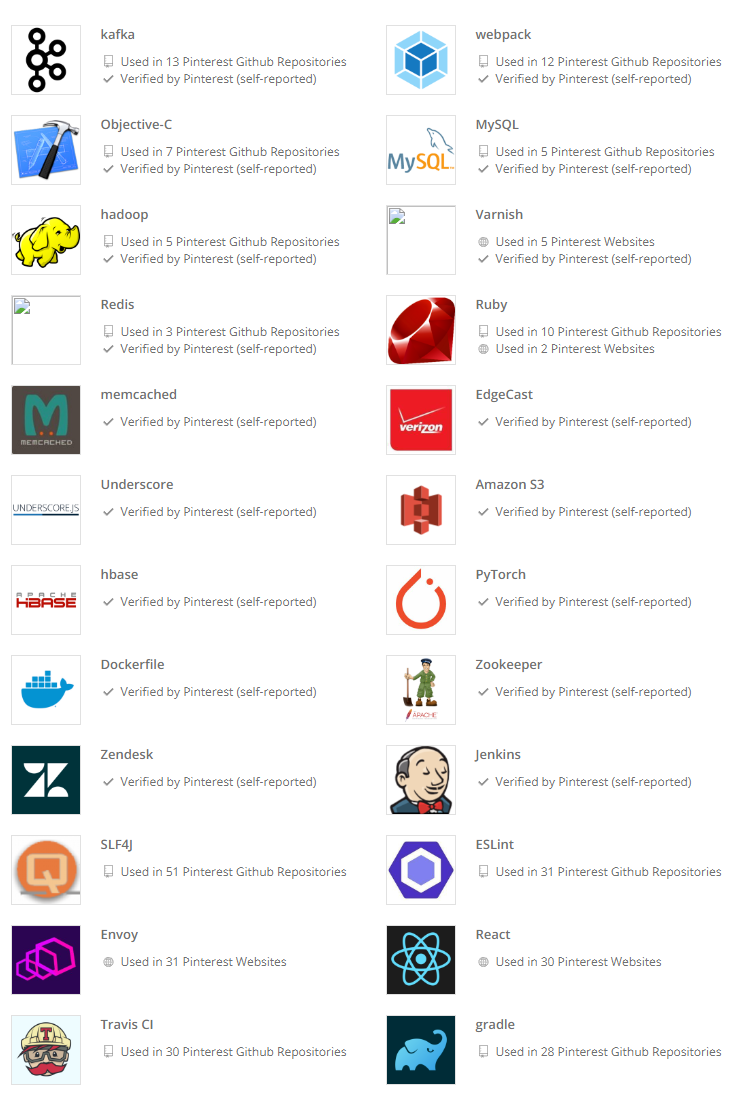 kafka
Used in 13 Pinterest Github Repositories
Verified by Pinterest (self-reported)
webpack
Used in 12 Pinterest Github Repositories
Verified by Pinterest (self-reported)
Objective-C
Used in 7 Pinterest Github Repositories
Verified by Pinterest (self-reported)
MySQL
MySQL
Used in 5 Pinterest Github Repositories
Verified by Pinterest (self-reported)
hadoop
Used in 5 Pinterest Github Repositories
Verified by Pinterest (self-reported)
Varnish
Used in 5 Pinterest Websites
Verified by Pinterest (self-reported)
Redis
Used in 3 Pinterest Github Repositories
Verified by Pinterest (self-reported)
Ruby
Used in 10 Pinterest Github Repositories
Used in 2 Pinterest Websites
MEMCACHED
memcached
Verified by Pinterest (self-reported)
verizon
EdgeCast
Verified by Pinterest (self-reported)
UNDERSCORE.JS
Underscore
Verified by Pinterest (self-reported)
Amazon S3
Verified by Pinterest (self-reported)
APACHE
HBASE
hbase
Verified by Pinterest (self-reported)
PyTorch
Verified by Pinterest (self-reported)
Dockerfile
Verified by Pinterest (self-reported)
APACHE
Zookeeper
Verified by Pinterest (self-reported)
Zendesk
Verified by Pinterest (self-reported)
Jenkins
Verified by Pinterest (self-reported)
SLF4J
Used in 51 Pinterest Github Repositories
ESLint
Used in 31 Pinterest Github Repositories
Envoy
Used in 31 Pinterest Websites
React
Used in 30 Pinterest Websites
T
Travis CI
Used in 30 Pinterest Github Repositories
gradle
Used in 28 Pinterest Github Repositories